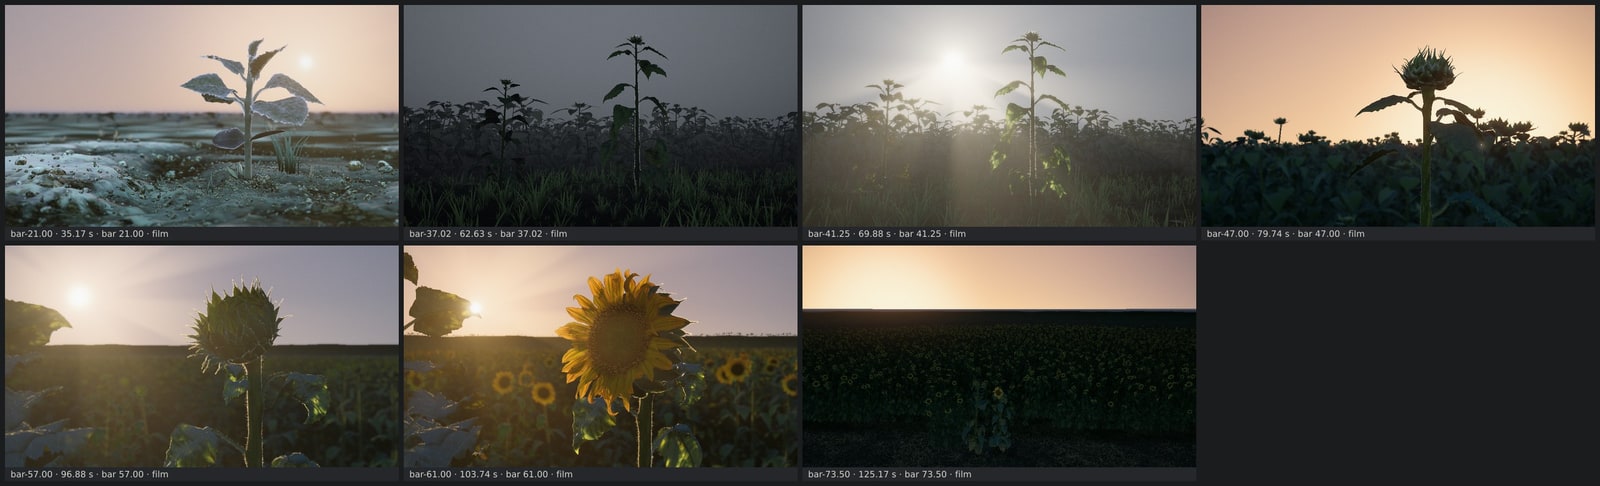 bar-21.00 · 35.17 s · bar 21.00 · film
bar-37.02 · 62.63 s · bar 37.02 · film
bar-41.25 · 69.88 s · bar 41.25 · film
bar-47.00 · 79.74 s · bar 47.00 · film
bar-57.00 · 96.88 s · bar 57.00 · film
bar-61.00 · 103.74 s · bar 61.00 · film
bar-73.50 · 125.17 s · bar 73.50 · film